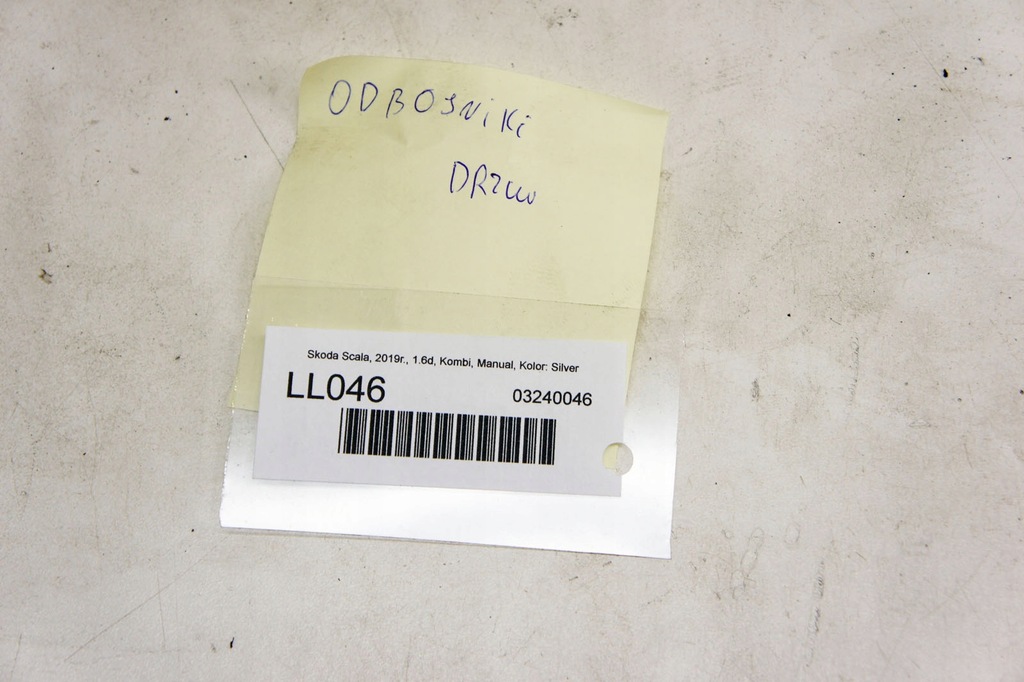 ODBOJNiKi
DRZWI
Skoda Scala, 2019r., 1.6d, Kombi, Manual, Kolor: Silver
LL046
03240046